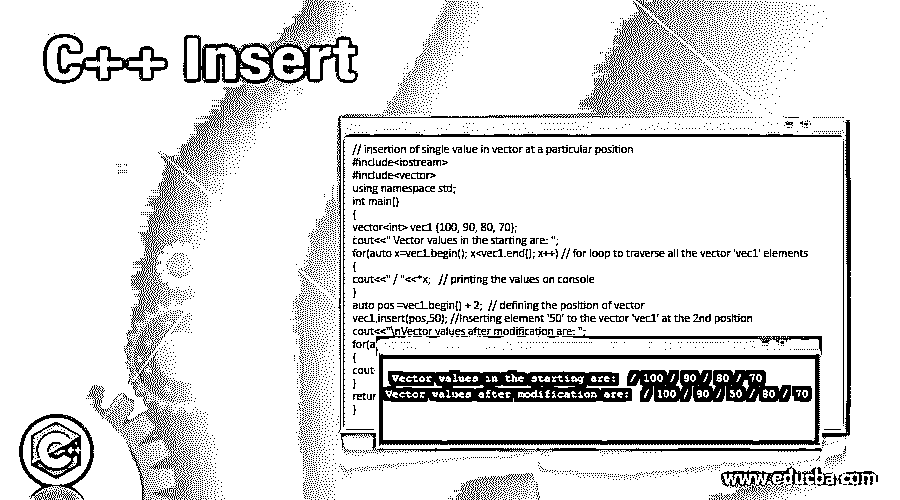 C++ Insert
// insertion of single value in vector at a particular position
#include<iostream>
#include<vector>
using namespace std;
int main()
{
vector<int> vec1 {100, 90, 80, 70};
cout<<" Vector values in the starting are: ";
for(auto x=vec1.begin(); x<vec1.end(); x++) // for loop to traverse all the vector 'vec1' elements
{
cout<<" / "<<*x;  // printing the values on console
}
auto pos =vec1.begin() + 2;  // defining the position of vector
vec1.insert(pos,50); //Inserting element '50' to the vector 'vec1' at the 2nd position
cout<<"\nVector values after modification are: ";
for(a
{
cout
}
retur
}
Vector values in the starting are:  / 100 / 90 / 80 / 70
Vector values after modification are:  / 100 / 90 / 50 / 80 / 70
www.educba.com